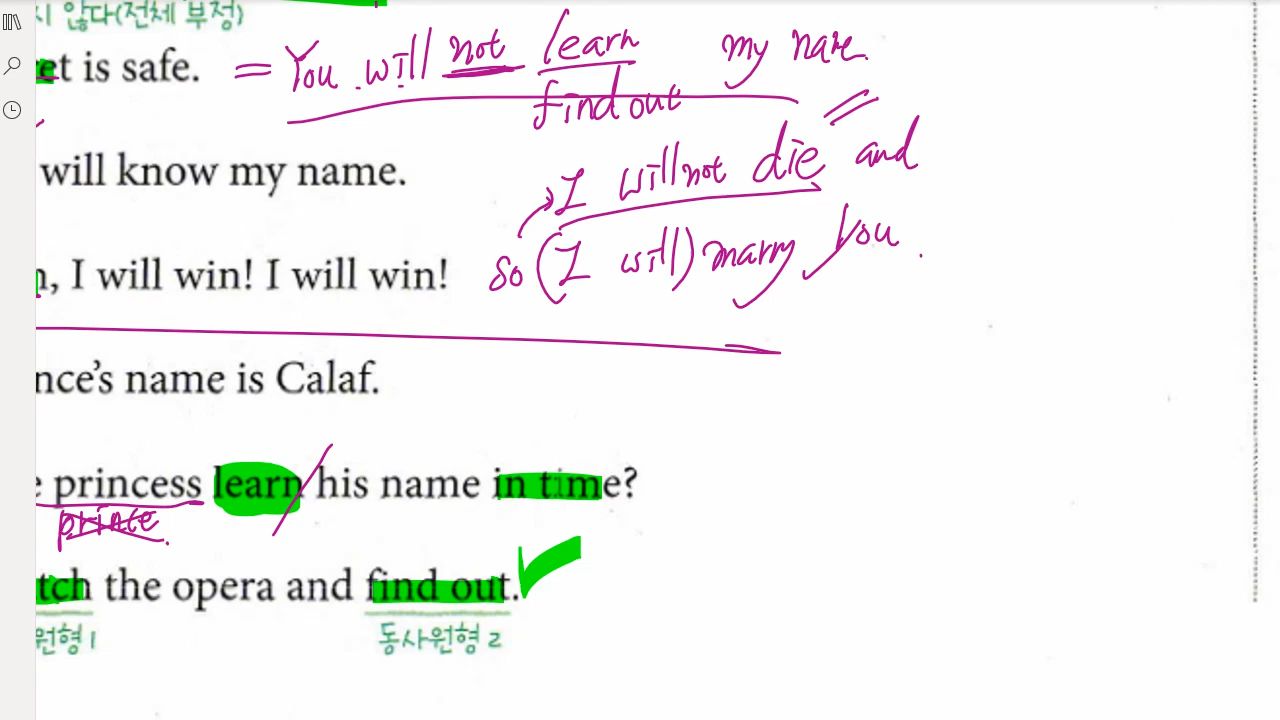 시 않다(전체 부정)
et is safe. = You will not learn my name.
find out
will know my name.
I will not die and
, I will win! I will win! so (I will) marry you.
nce's name is Calaf.
e princess learn his name in time?
prince
tch the opera and find out.
원형 1 동사원형 2